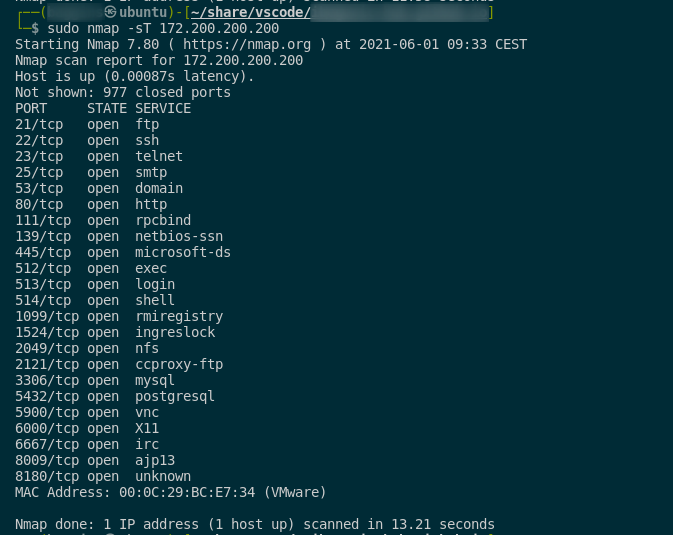 Nmap done: 1 IP address (1 host up) scanned in seconds
ubuntu)-[~/share/vscode/ ]
$ sudo nmap -sT 172.200.200.200
Starting Nmap 7.80 ( https://nmap.org ) at 2021-06-01 09:33 CEST
Nmap scan report for 172.200.200.200
Host is up (0.00087s latency).
Not shown: 977 closed ports
PORT     STATE SERVICE
21/tcp   open  ftp
22/tcp   open  ssh
23/tcp   open  telnet
25/tcp   open  smtp
53/tcp   open  domain
80/tcp   open  http
111/tcp  open  rpcbind
139/tcp  open  netbios-ssn
445/tcp  open  microsoft-ds
512/tcp  open  exec
513/tcp  open  login
514/tcp  open  shell
1099/tcp open  rmiregistry
1524/tcp open  ingreslock
2049/tcp open  nfs
2121/tcp open  ccproxy-ftp
3306/tcp open  mysql
5432/tcp open  postgresql
5900/tcp open  vnc
6000/tcp open  X11
6667/tcp open  irc
8009/tcp open  ajp13
8180/tcp open  unknown
MAC Address: 00:0C:29:BC:E7:34 (VMware)
Nmap done: 1 IP address (1 host up) scanned in 13.21 seconds